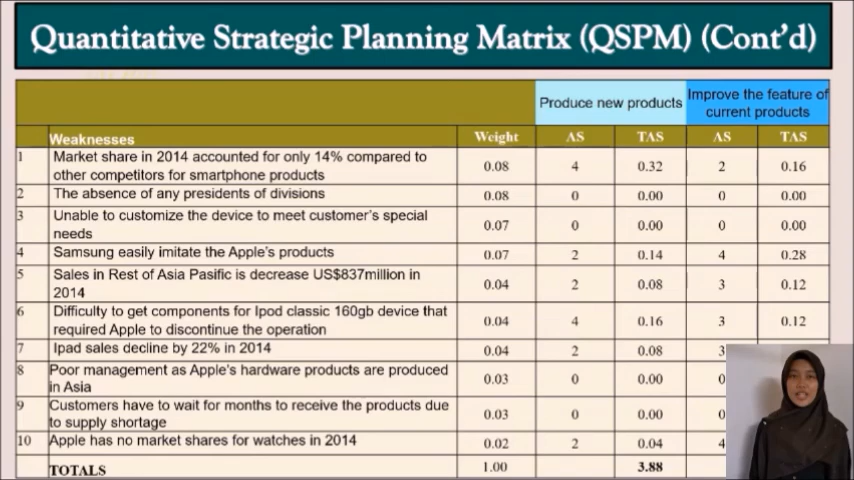 Quantitative Strategic Planning Matrix (QSPM) (Cont'd)
Produce new products Improve the feature of
current products
Weaknesses Weight AS TAS AS TAS
1 Market share in 2014 accounted for only 14% compared to
other competitors for smartphone products 0.08 4 0.32 2 0.16
2 The absence of any presidents of divisions 0.08 0 0.00 0 0.00
3 Unable to customize the device to meet customer's special
needs 0.07 0 0.00 0 0.00
4 Samsung easily imitate the Apple's products 0.07 2 0.14 4 0.28
5 Sales in Rest of Asia Pasific is decrease US$837million in
2014 0.04 2 0.08 3 0.12
6 Difficulty to get components for Ipod classic 160gb device that
required Apple to discontinue the operation 0.04 4 0.16 3 0.12
7 Ipad sales decline by 22% in 2014 0.04 2 0.08 3
8 Poor management as Apple's hardware products are produced
in Asia 0.03 0 0.00 0
9 Customers have to wait for months to receive the products due
to supply shortage 0.03 0 0.00 0
10 Apple has no market shares for watches in 2014 0.02 2 0.04 4
TOTALS 1.00 3.88